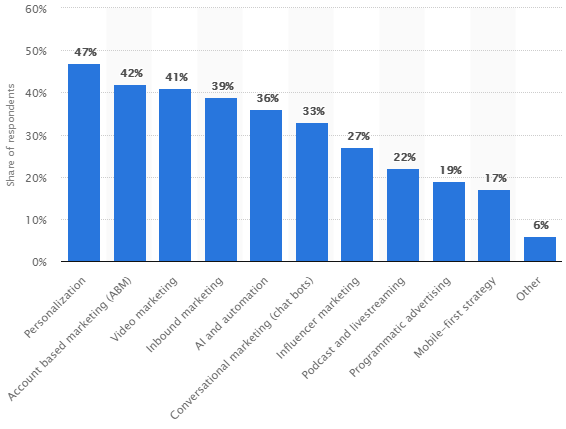 60%
50%
40%
30%
20%
10%
0%
Share of respondents
47%
42%
41%
39%
36%
33%
27%
22%
19%
17%
6%
Personalization
Account based marketing (ABM)
Video marketing
Inbound marketing
AI and automation
Conversational marketing (chat bots)
Influencer marketing
Podcast and livestreaming
Programmatic advertising
Mobile-first strategy
Other